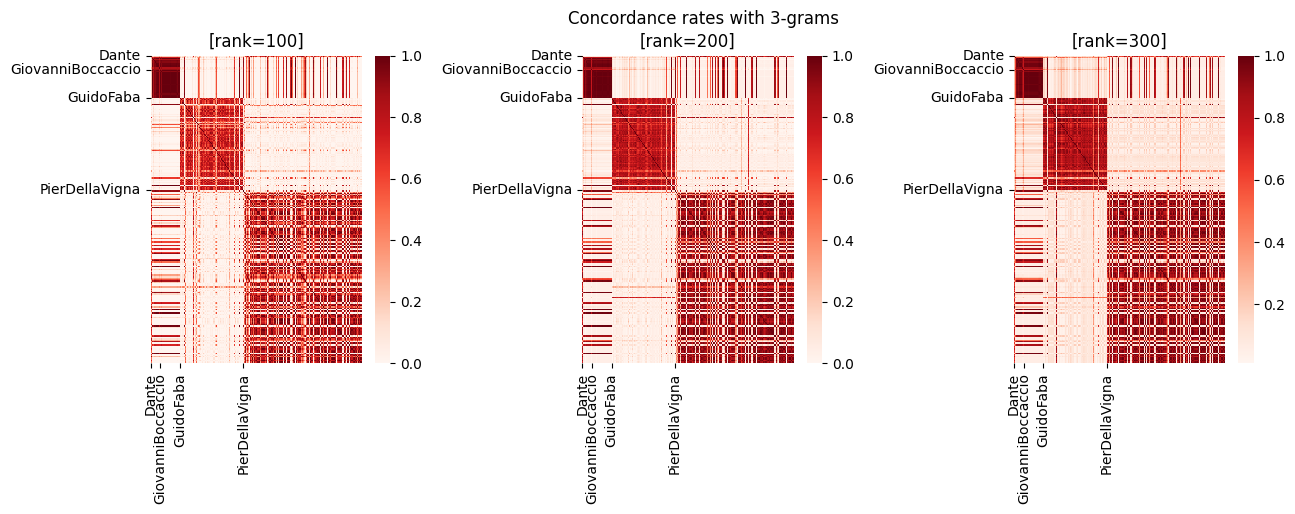 Concordance rates with 3-grams
[rank=100]
Dante
GiovanniBoccaccio
GuidoFaba
PierDellaVigna
1.0
0.8
0.6
0.4
0.2
0.0
Dante
GiovanniBoccaccio
GuidoFaba
PierDellaVigna
[rank=200]
Dante
GiovanniBoccaccio
GuidoFaba
PierDellaVigna
1.0
0.8
0.6
0.4
0.2
0.0
Dante
GiovanniBoccaccio
GuidoFaba
PierDellaVigna
[rank=300]
Dante
GiovanniBoccaccio
GuidoFaba
PierDellaVigna
1.0
0.8
0.6
0.4
0.2
Dante
GiovanniBoccaccio
GuidoFaba
PierDellaVigna